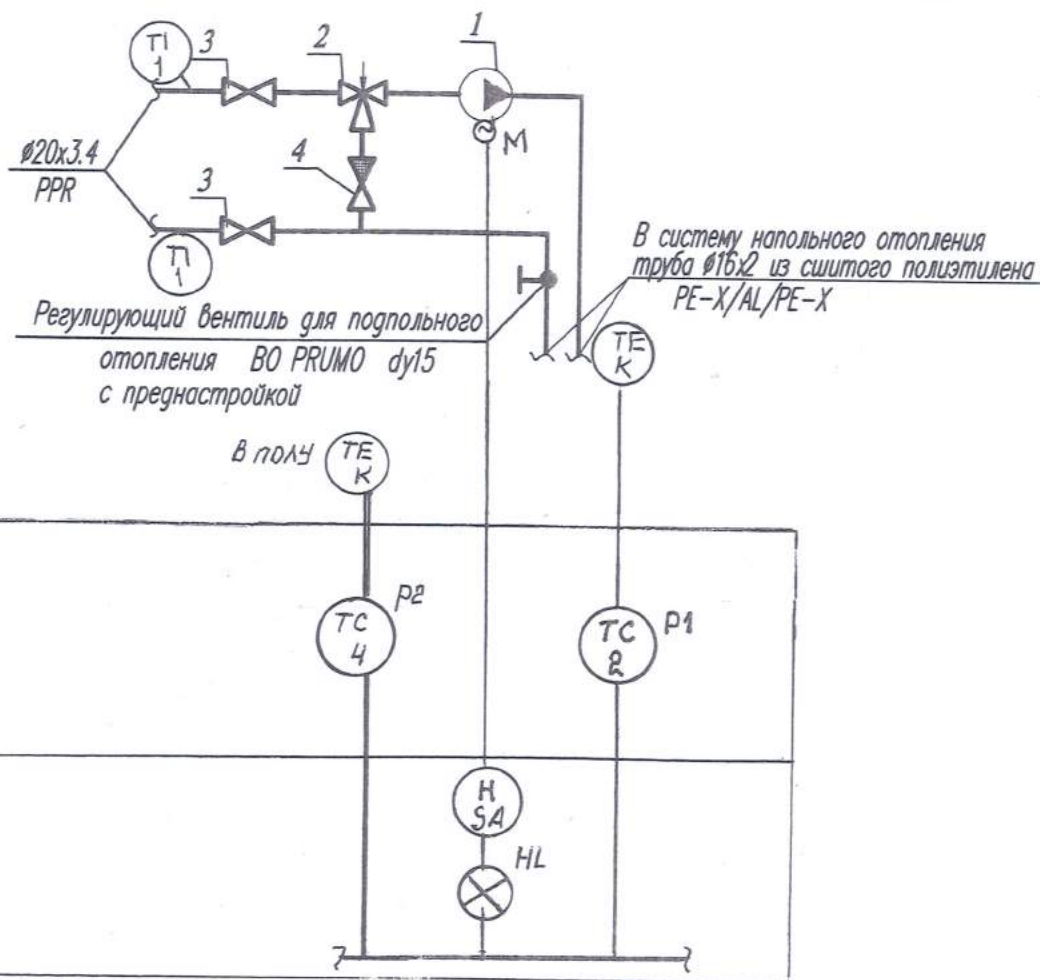 1
2
3
TI
1
M
ø20x3.4
PPR
4
3
TI
1
В систему напольного отопления
труба ø16x2 из сшитого полиэтилена
PE-X/AL/PE-X
Регулирующий вентиль для подпольного
отопления ВО PRUMO dy15
с преднастройкой
TE
K
В полу
TE
K
TC
4
P2
TC
2
P1
H
SA
HL